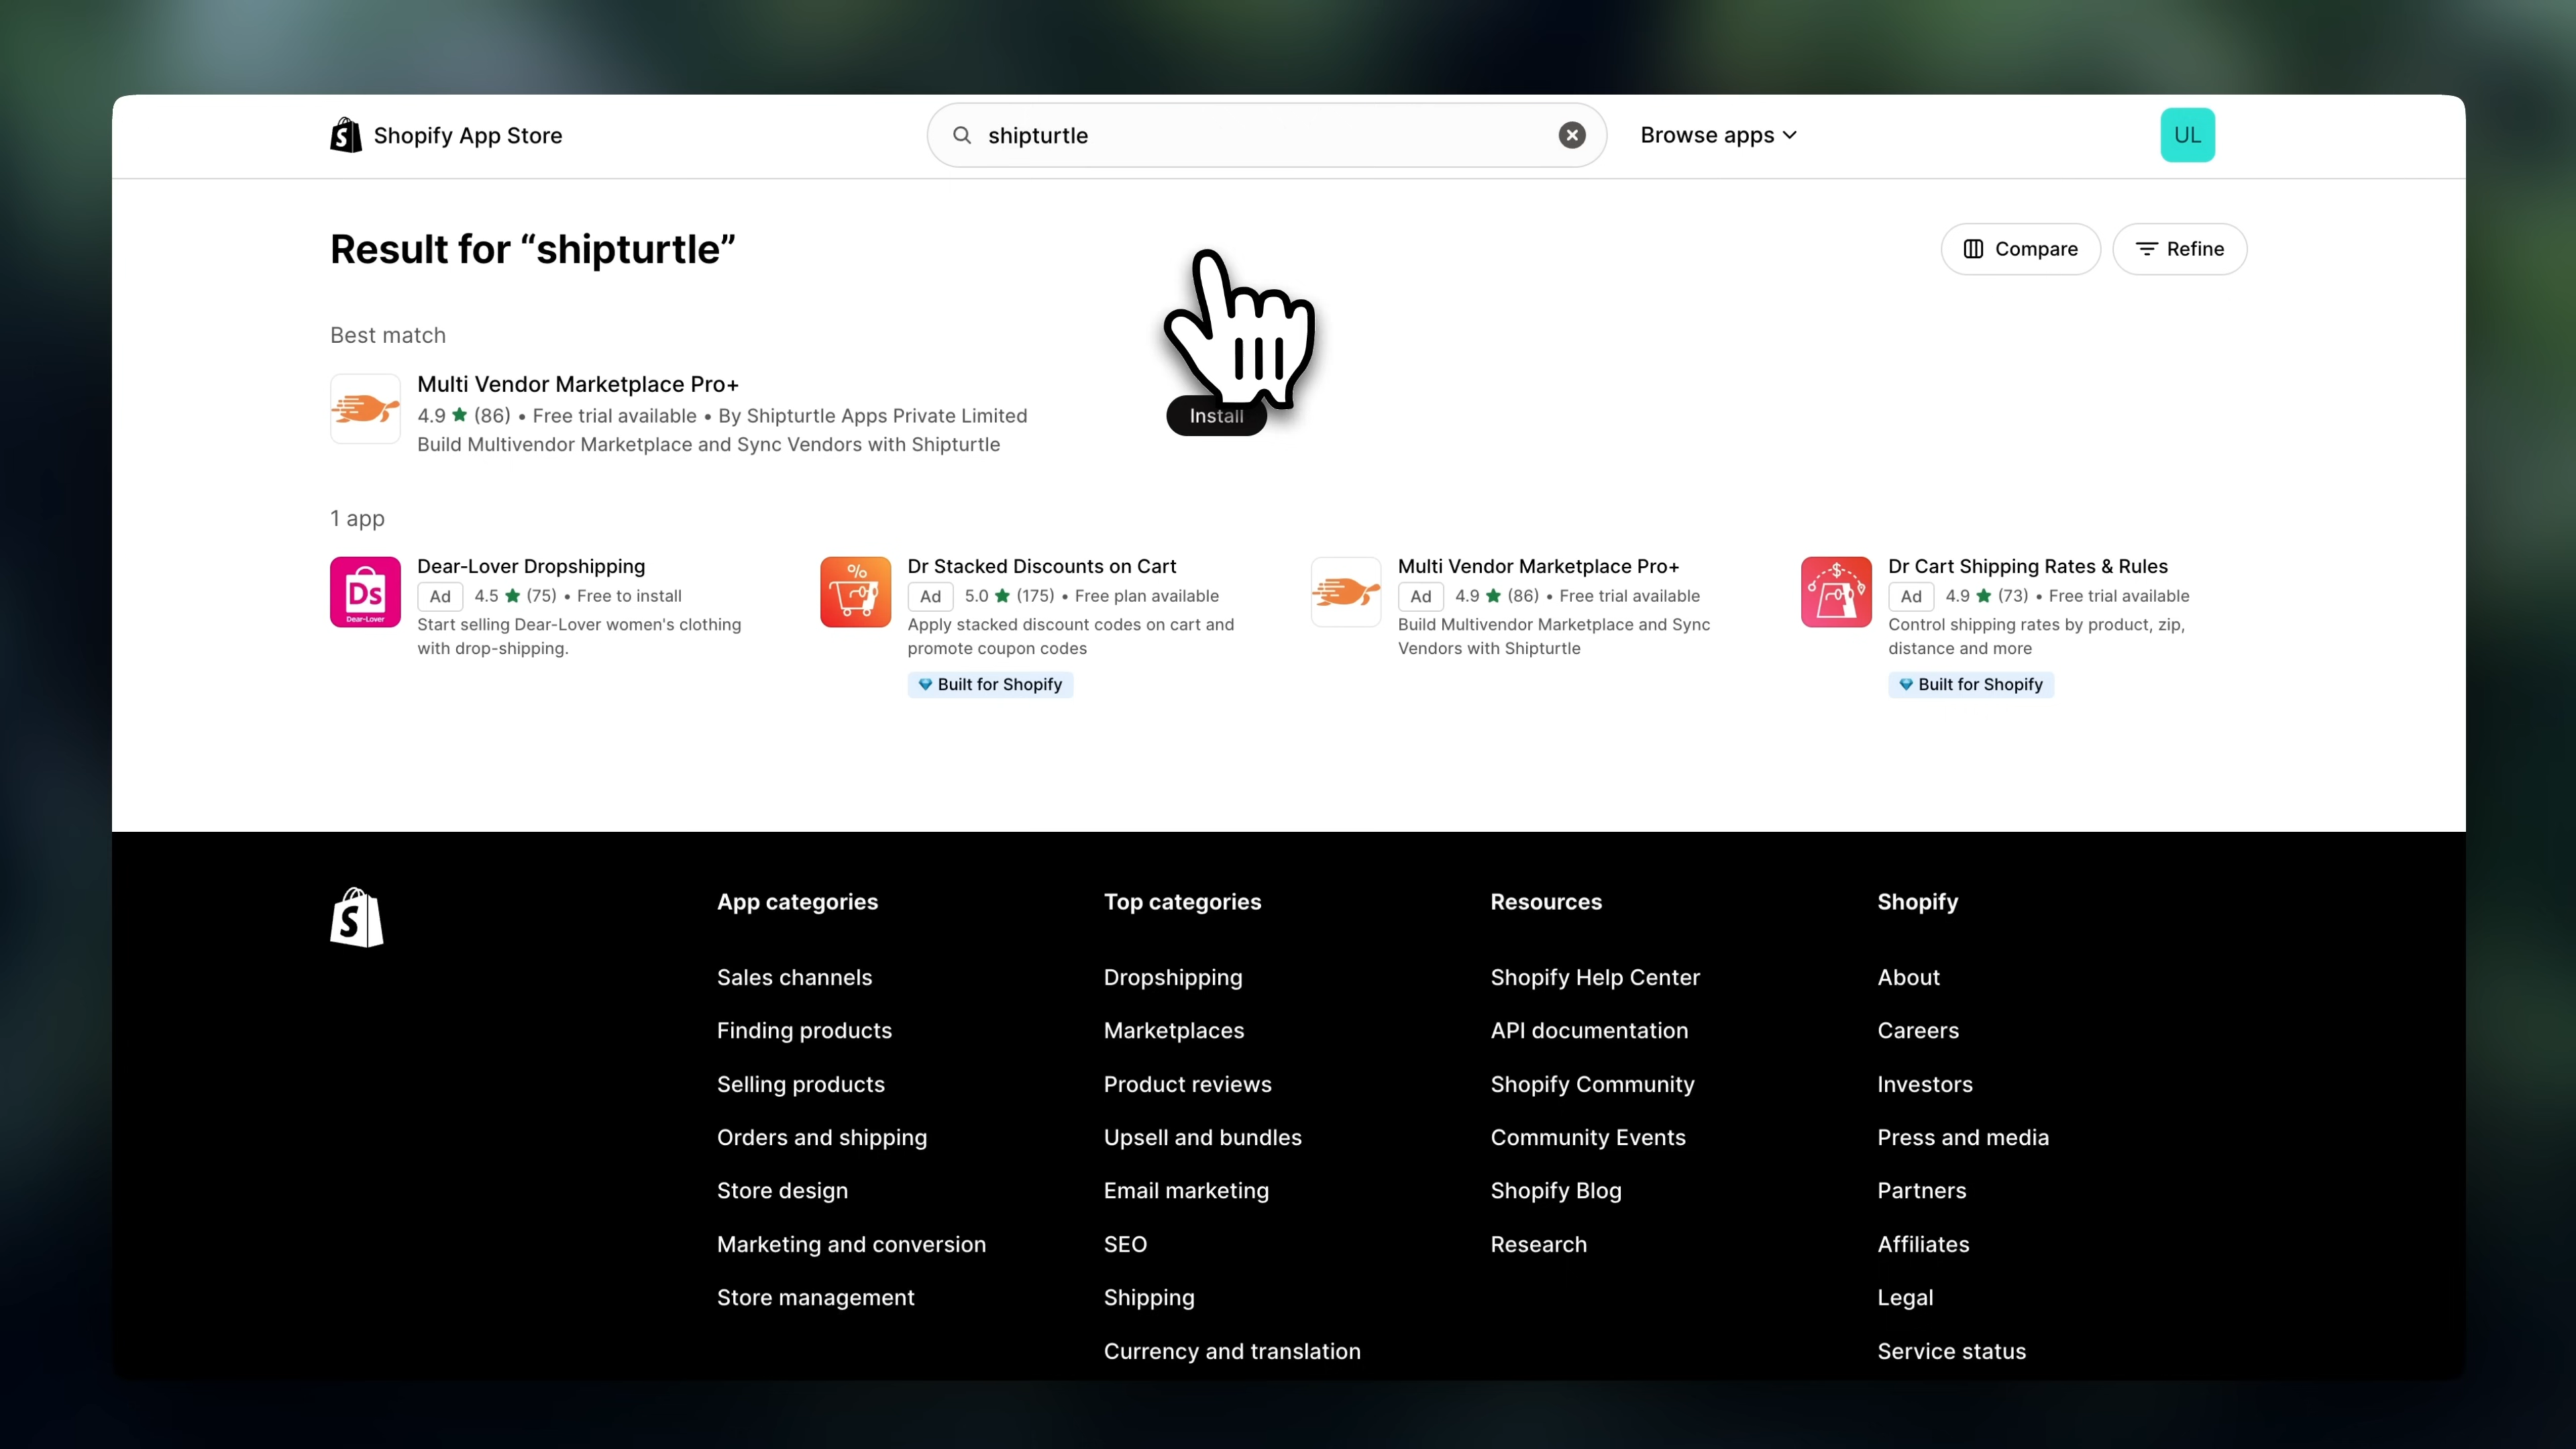 Shopify App Store
shipturtle
Browse apps
UL
Result for “shipturtle”
Compare
Refine
Best match
Multi Vendor Marketplace Pro+
4.9 ★ (86) • Free trial available • By Shipturtle Apps Private Limited
Build Multivendor Marketplace and Sync Vendors with Shipturtle
Install
1 app
Ds
Dear-Lover
Dear-Lover Dropshipping
Ad 4.5 ★ (75) • Free to install
Start selling Dear-Lover women's clothing
with drop-shipping.
%
Dr Stacked Discounts on Cart
Ad 5.0 ★ (175) • Free plan available
Apply stacked discount codes on cart and
promote coupon codes
Built for Shopify
Multi Vendor Marketplace Pro+
Ad 4.9 ★ (86) • Free trial available
Build Multivendor Marketplace and Sync
Vendors with Shipturtle
$
Dr Cart Shipping Rates & Rules
Ad 4.9 ★ (73) • Free trial available
Control shipping rates by product, zip,
distance and more
Built for Shopify
App categories
Sales channels
Finding products
Selling products
Orders and shipping
Store design
Marketing and conversion
Store management
Top categories
Dropshipping
Marketplaces
Product reviews
Upsell and bundles
Email marketing
SEO
Shipping
Currency and translation
Resources
Shopify Help Center
API documentation
Shopify Community
Community Events
Shopify Blog
Research
Shopify
About
Careers
Investors
Press and media
Partners
Affiliates
Legal
Service status